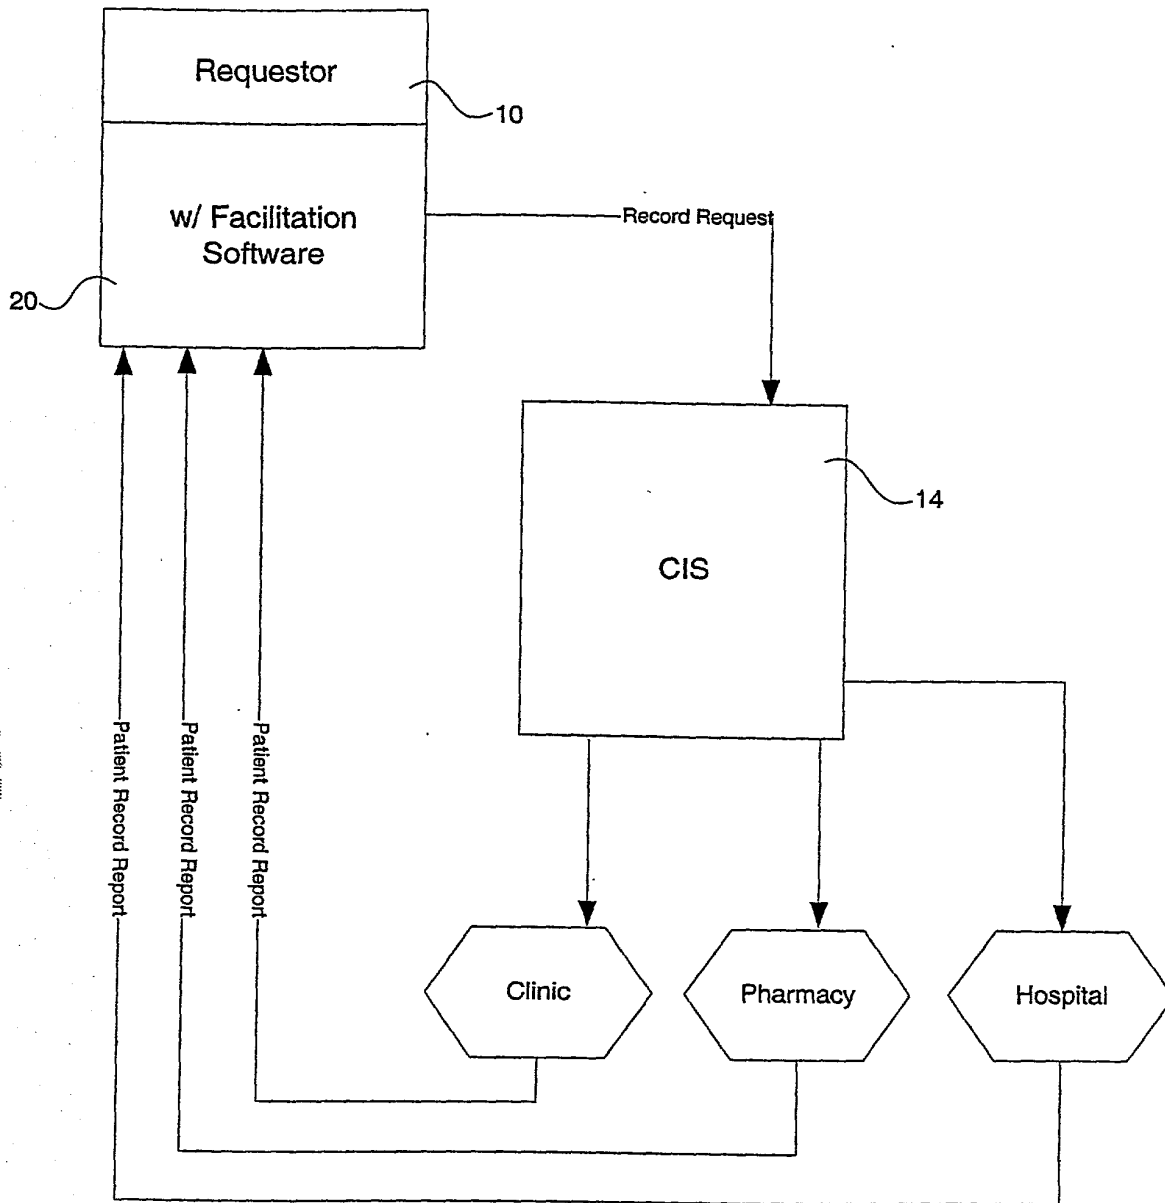 Requestor
10
w/ Facilitation
Software
20
Record Request
14
CIS
Patient Record Report
Patient Record Report
Patient Record Report
Clinic
Pharmacy
Hospital